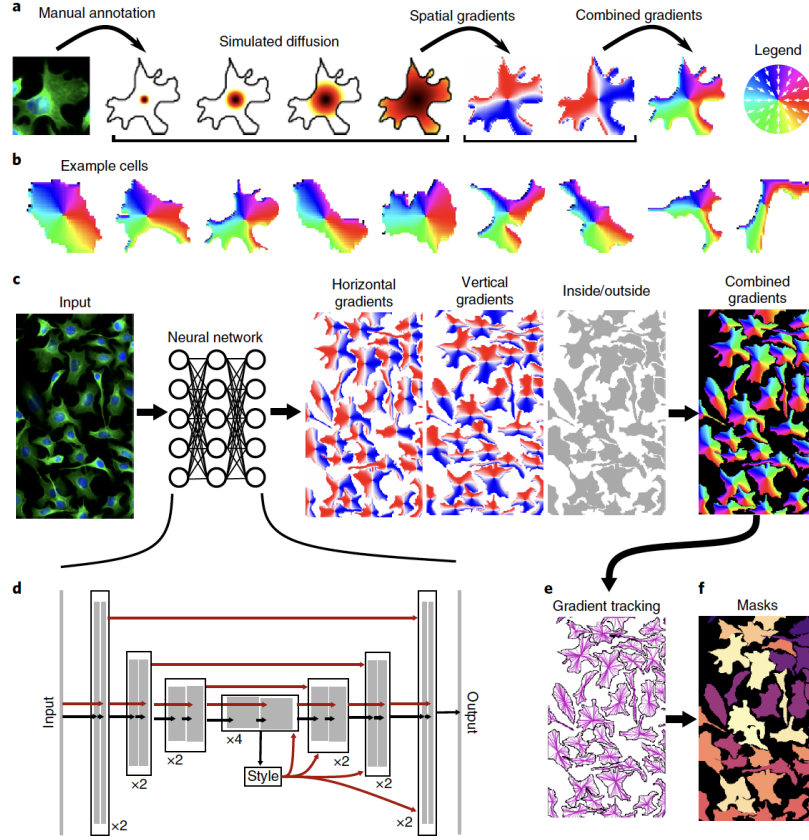 a
Manual annotation
Simulated diffusion
Spatial gradients
Combined gradients
Legend
b
Example cells
c
Input
Neural network
Horizontal
gradients
Vertical
gradients
Inside/outside
Combined
gradients
d
Input
×2
×2
×2
×4
Style
×2
×2
×2
Output
e
Gradient tracking
f
Masks